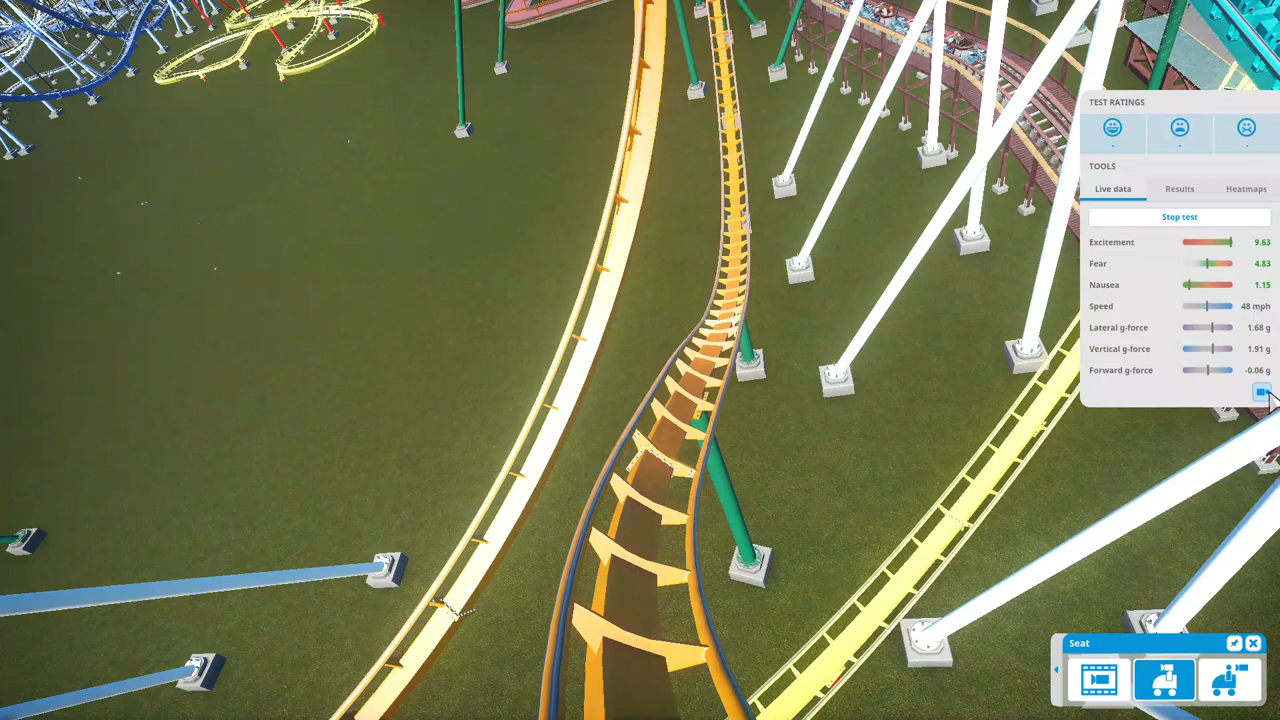 TEST RATINGS
TOOLS
Live data Results Heatmaps
Stop test
Excitement 9.63
Fear 4.83
Nausea 1.15
Speed 48 mph
Lateral g-force 1.68 g
Vertical g-force 1.91 g
Forward g-force -0.06 g
Seat